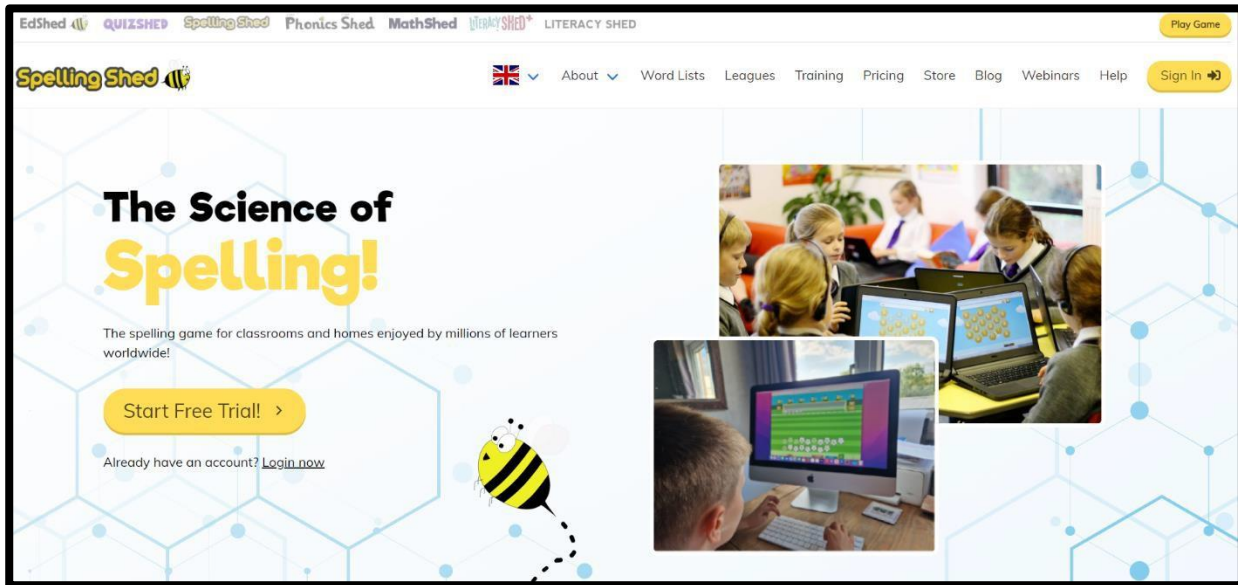 EdShed QUIZSHED Spelling Shed Phonics Shed MathShed LITERACY SHED+ LITERACY SHED
Play Game
Spelling Shed
About Word Lists Leagues Training Pricing Store Blog Webinars Help Sign In
The Science of
Spelling!
The spelling game for classrooms and homes enjoyed by millions of learners
worldwide!
Start Free Trial! >
Already have an account? Login now